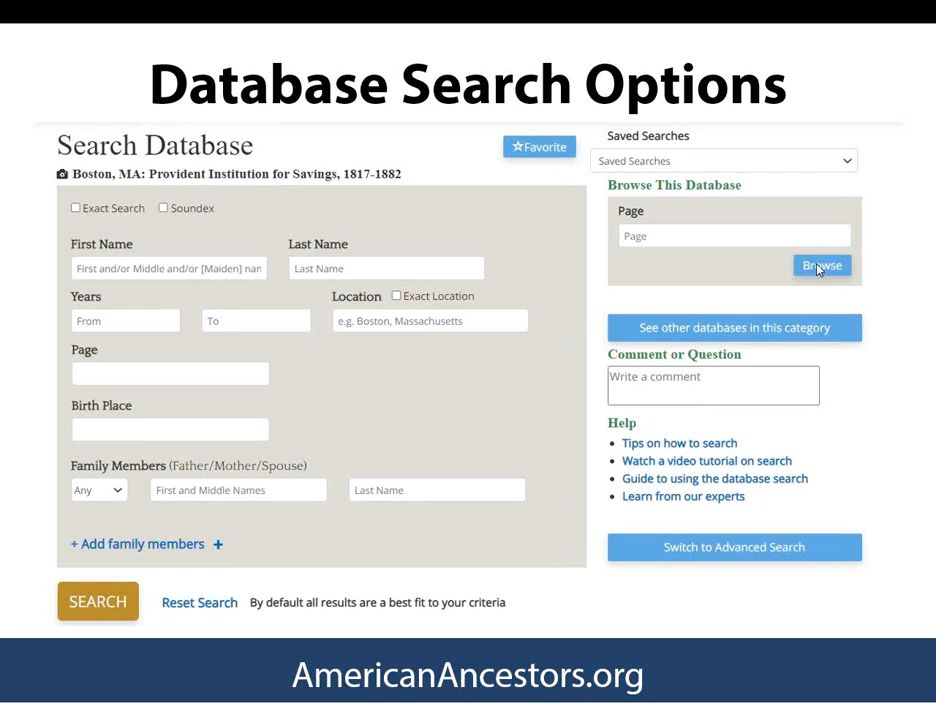 Database Search Options
Search Database
☆Favorite
Boston, MA: Provident Institution for Savings, 1817-1882
Exact Search Soundex
First Name Last Name
First and/or Middle and/or [Maiden] nan Last Name
Years Location Exact Location
From To e.g. Boston, Massachusetts
Page
Birth Place
Family Members (Father/Mother/Spouse)
Any First and Middle Names Last Name
+ Add family members +
SEARCH Reset Search By default all results are a best fit to your criteria
Saved Searches
Saved Searches
Browse This Database
Page
Page
Browse
See other databases in this category
Comment or Question
Write a comment
Help
• Tips on how to search
• Watch a video tutorial on search
• Guide to using the database search
• Learn from our experts
Switch to Advanced Search
AmericanAncestors.org